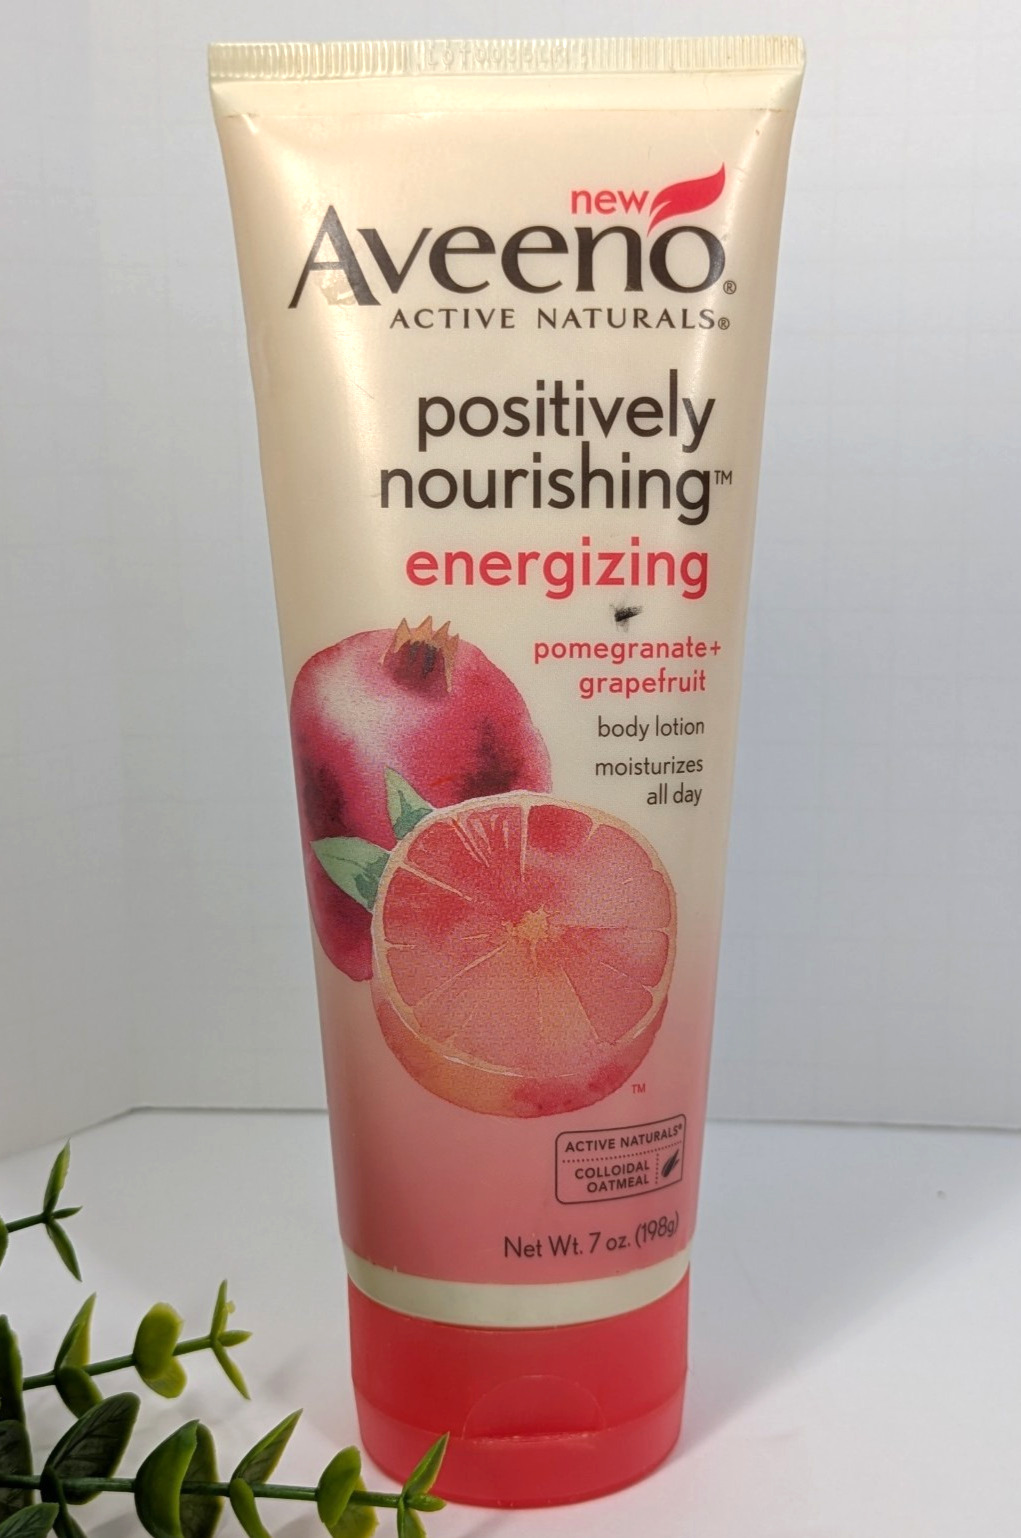 new
Aveeno®
ACTIVE NATURALS®
positively
nourishing™
energizing
pomegranate+
grapefruit
body lotion
moisturizes
all day
™
ACTIVE NATURALS®
COLLOIDAL
OATMEAL
Net Wt. 7 oz. (198g)